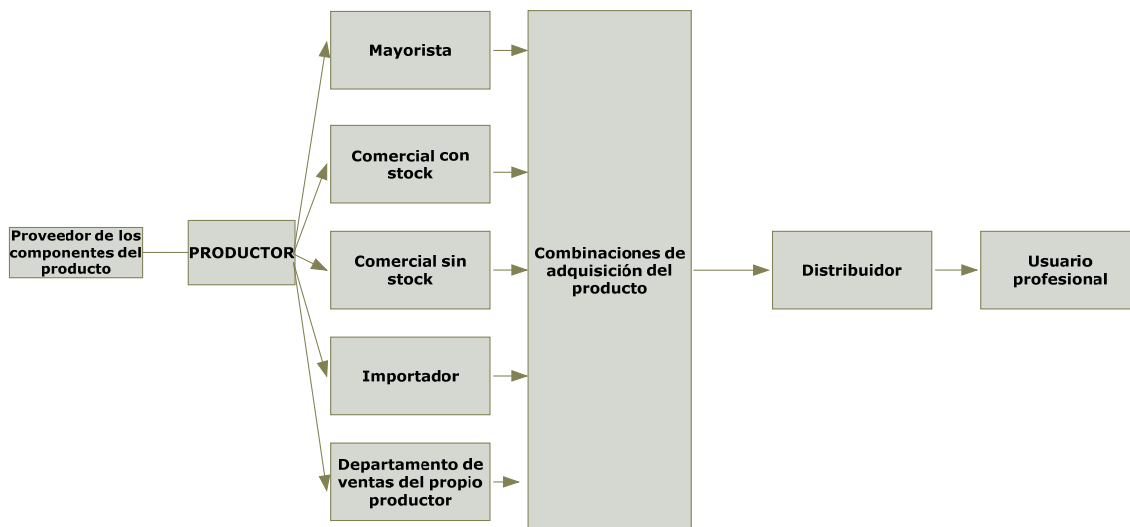 Proveedor de los
componentes del
producto
PRODUCTOR
Mayorista
Comercial con
stock
Comercial sin
stock
Importador
Departamento de
ventas del propio
productor
Combinaciones de
adquisición del
producto
Distribuidor
Usuario
profesional